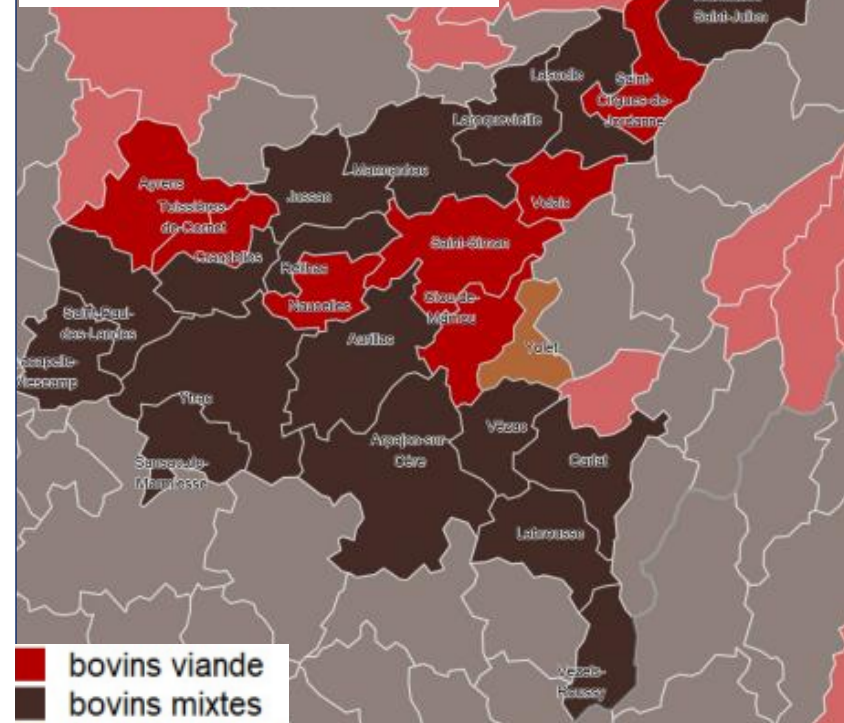 Saint-Julien
Lascelle
Saint-
Cirgues-de-
Jordanne
Laroquevieille
Marmanhac
Ayrens
Jussac
Velzic
Teissières-
de-Cornet
Saint-Simon
Crandelles
Reilhac
Naucelles
Giou-de-
Mamou
Saint-Paul-
des-Landes
Aurillac
Yolet
Lacapelle-
Viescamp
Ytrac
Vézac
Arpajon-sur-
Cère
Carlat
Sansac-de-
Marmiesse
Labrousse
Vezels-
Roussy
bovins viande
bovins mixtes